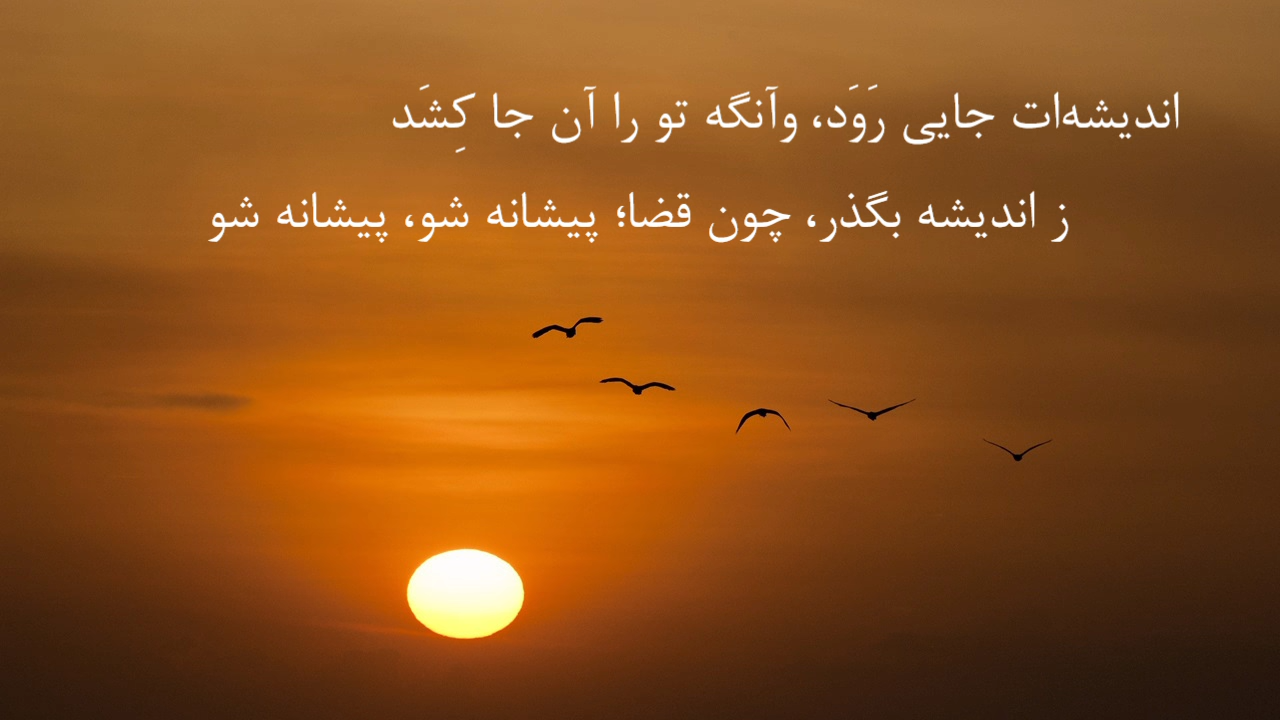 اندیشه‌ات جایی رَوَد، وآنگه تو را آن جا کِشَد
ز اندیشه بگذر، چون قضا؛ پیشانه شو، پیشانه شو